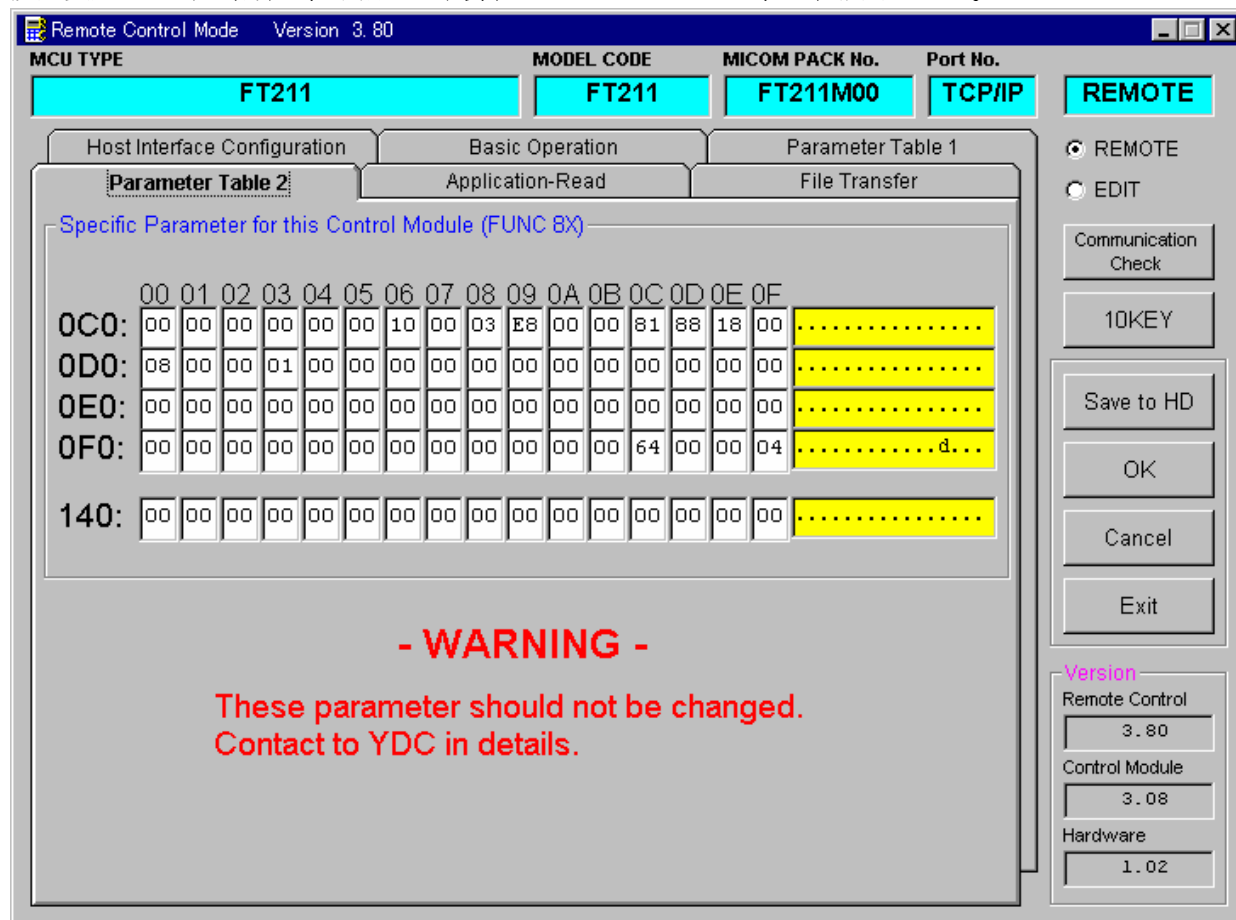 Remote Control Mode Version 3.80
MCU TYPE MODEL CODE MICOM PACK No. Port No.
FT211 FT211 FT211M00 TCP/IP REMOTE
Host Interface Configuration Basic Operation Parameter Table 1
Parameter Table 2 Application-Read File Transfer
REMOTE
EDIT
Specific Parameter for this Control Module (FUNC 8X)
00 01 02 03 04 05 06 07 08 09 0A 0B 0C 0D 0E 0F
0C0: 00 00 00 00 00 00 10 00 03 E8 00 00 81 88 18 00 ................
0D0: 08 00 00 01 00 00 00 00 00 00 00 00 00 00 00 00 ................
0E0: 00 00 00 00 00 00 00 00 00 00 00 00 00 00 00 00 ................
0F0: 00 00 00 00 00 00 00 00 00 00 00 00 64 00 00 04 ............d...
140: 00 00 00 00 00 00 00 00 00 00 00 00 00 00 00 00 ................
- WARNING -
These parameter should not be changed.
Contact to YDC in details.
Communication
Check
10KEY
Save to HD
OK
Cancel
Exit
Version
Remote Control
3.80
Control Module
3.08
Hardware
1.02